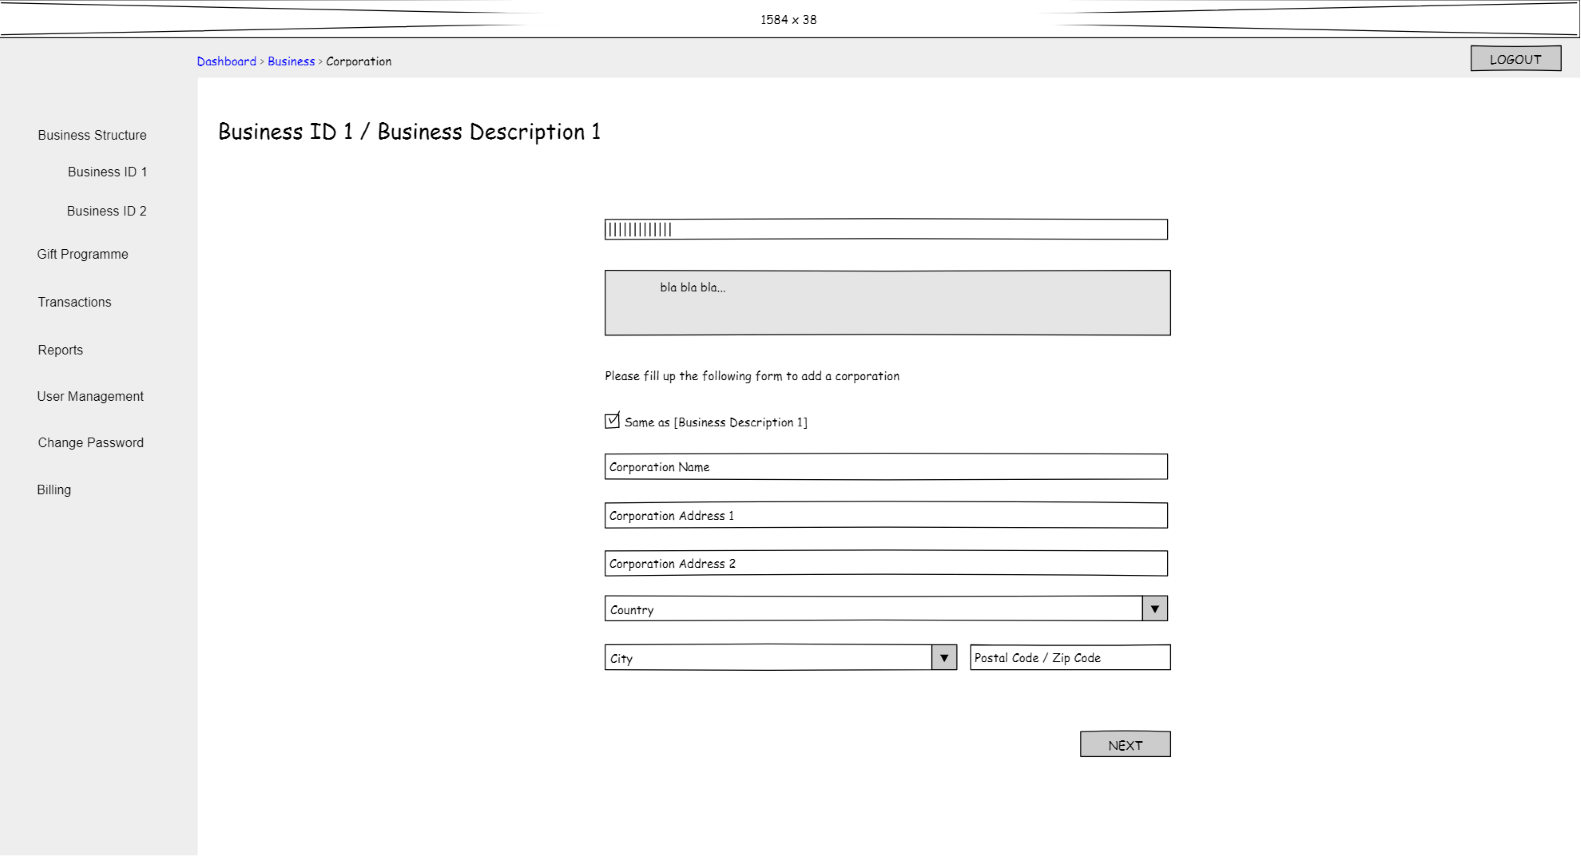 1584 x 38
Dashboard > Business > Corporation
LOGOUT
Business Structure
Business ID 1
Business ID 2
Gift Programme
Transactions
Reports
User Management
Change Password
Billing
Business ID 1 / Business Description 1
bla bla bla...
Please fill up the following form to add a corporation
Same as [Business Description 1]
Corporation Name
Corporation Address 1
Corporation Address 2
Country
City
Postal Code / Zip Code
NEXT